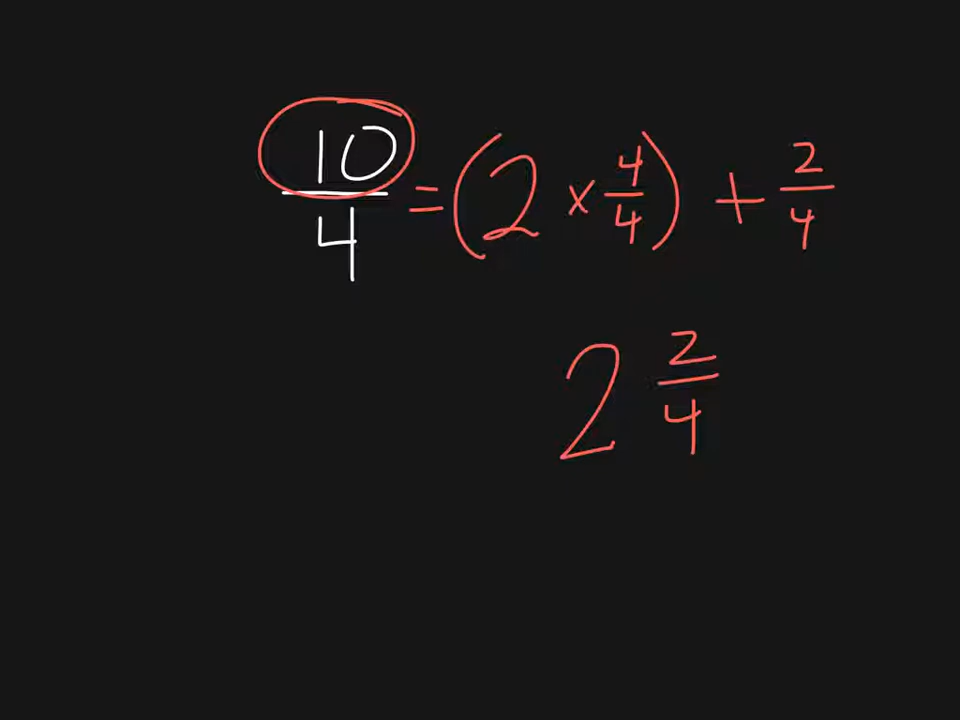 10/4 = (2 × 4/4) + 2/4
2 2/4